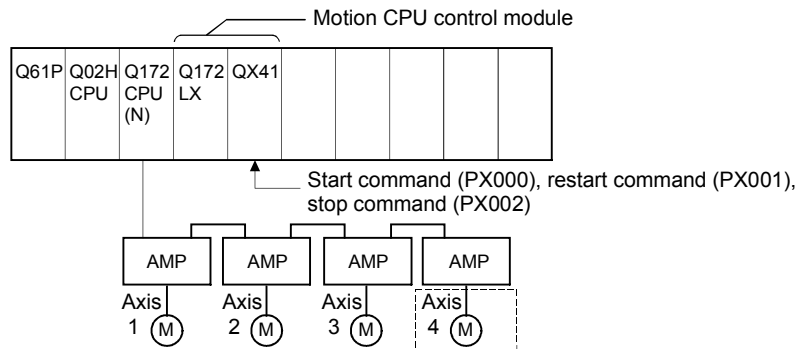 Motion CPU control module
Q61P Q02H CPU Q172 CPU (N) Q172 LX QX41
Start command (PX000), restart command (PX001),
stop command (PX002)
AMP AMP AMP AMP
Axis 1 M Axis 2 M Axis 3 M Axis 4 M